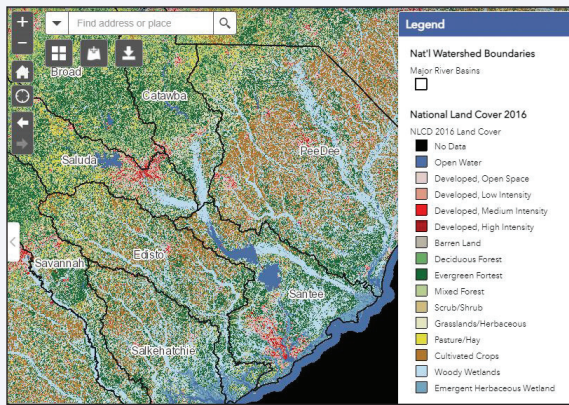 +
Find address or place
−
Broad
Catawba
PeeDee
Saluda
Edisto
Savannah
Santee
Salkehatchie
Legend
Nat'l Watershed Boundaries
Major River Basins
National Land Cover 2016
NLCD 2016 Land Cover
No Data
Open Water
Developed, Open Space
Developed, Low Intensity
Developed, Medium Intensity
Developed, High Intensity
Barren Land
Deciduous Forest
Evergreen Fortest
Mixed Forest
Scrub/Shrub
Grasslands/Herbaceous
Pasture/Hay
Cultivated Crops
Woody Wetlands
Emergent Herbaceous Wetland